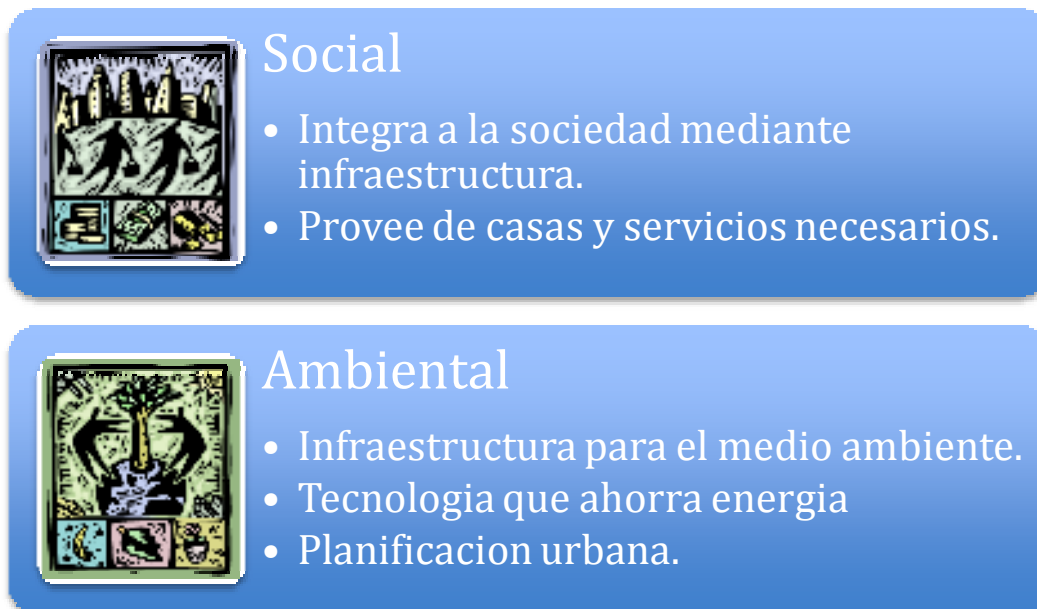 Social
• Integra a la sociedad mediante
infraestructura.
• Provee de casas y servicios necesarios.
Ambiental
• Infraestructura para el medio ambiente.
• Tecnologia que ahorra energia
• Planificacion urbana.